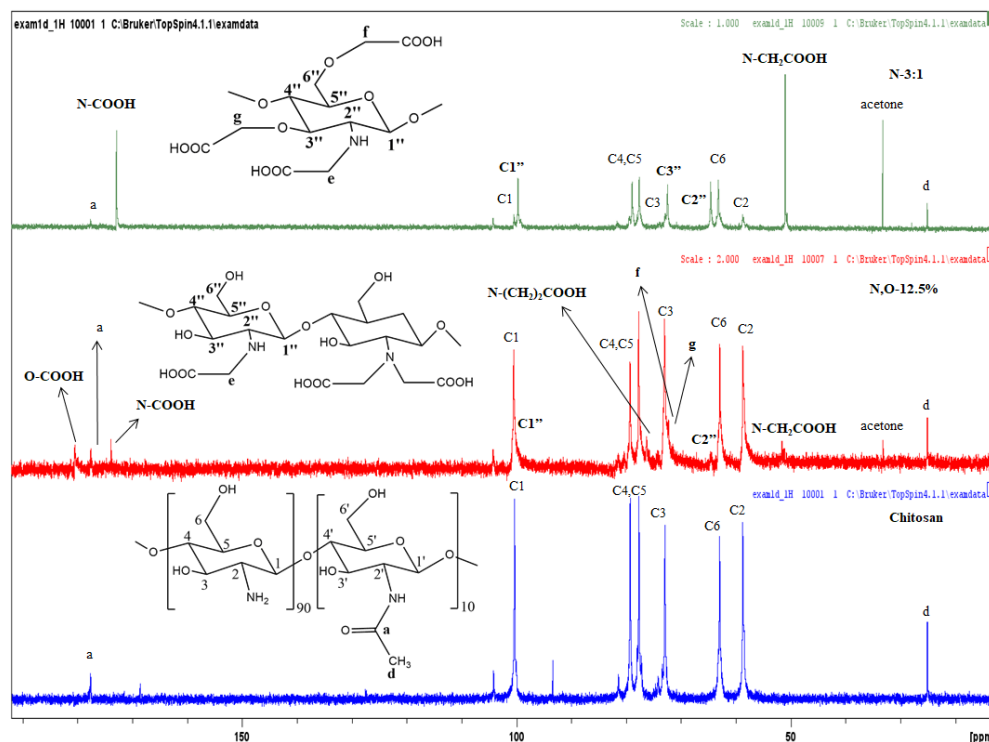 exam1d_1H 10001 1 C:\Bruker\TopSpin4.1.1\examdata
Scale : 1.000 exam1d_1H 10009 1 C:\Bruker\TopSpin4.1.1\examdata
f
COOH
O
6''
4''
O
5''
O
g
2''
O
HOOC
O
3''
NH
1''
HOOC
e
N-COOH
a
C1''
C1
C4,C5
C3
C3''
C2''
C6
C2
N-CH₂COOH
N-3:1
acetone
d
Scale : 2.000 exam1d_1H 10007 1 C:\Bruker\TopSpin4.1.1\examdata
N,O-12.5%
OH
6''
4''
O
5''
O
HO
2''
3''
NH
1''
O
HO
N
O
HOOC
e
HOOC
COOH
O-COOH
a
N-COOH
C1
C1''
C4,C5
N-(CH₂)₂COOH
f
C3
g
C2''
C6
C2
N-CH₂COOH
acetone
d
exam1d_1H 10001 1 C:\Bruker\TopSpin4.1.1\examdata
Chitosan
OH
6
4
5
O
O
HO
3
2
1
NH₂
90
O
OH
6'
4'
5'
O
HO
3'
2'
1'
O
NH
10
O
a
CH₃
d
a
C1
C4,C5
C3
C6
C2
d
150
100
50
[ppm